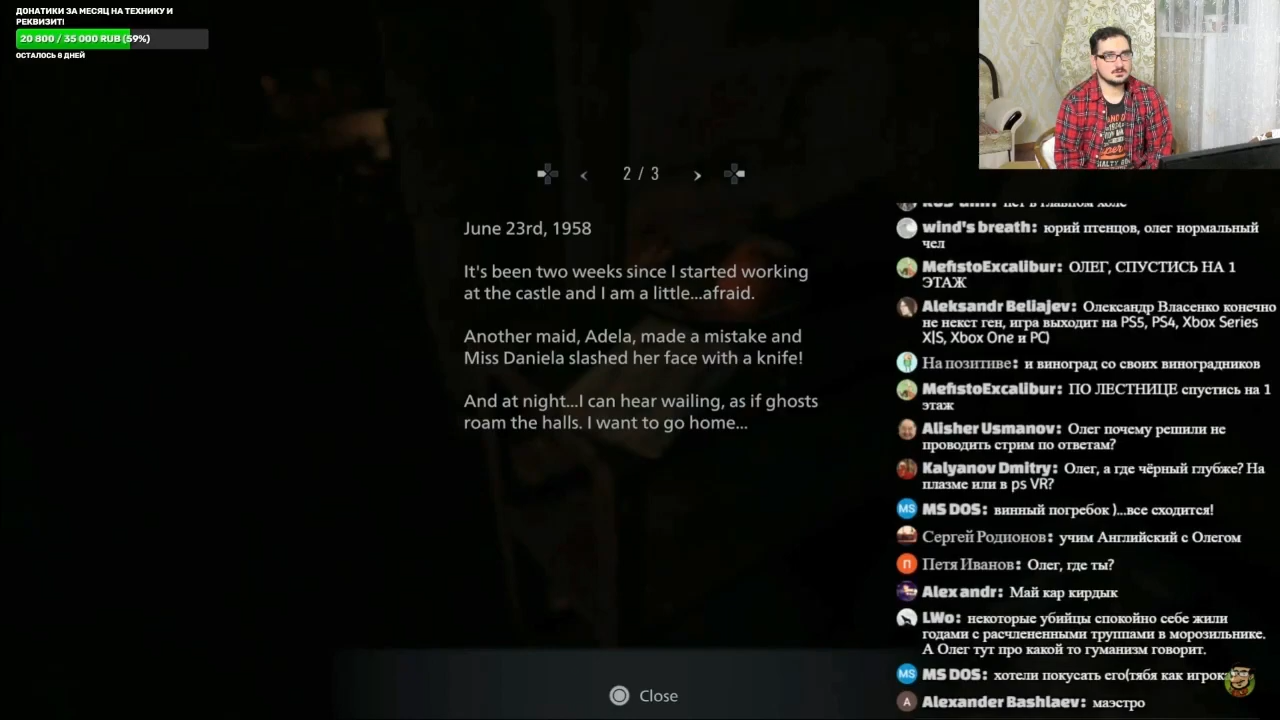 ДОНАТИКИ ЗА МЕСЯЦ НА ТЕХНИКУ И
РЕКВИЗИТ!
20 800 / 35 000 RUB (59%)
ОСТАЛОСЬ 8 ДНЕЙ
2 / 3
June 23rd, 1958
It's been two weeks since I started working
at the castle and I am a little...afraid.
Another maid, Adela, made a mistake and
Miss Daniela slashed her face with a knife!
And at night...I can hear wailing, as if ghosts
roam the halls. I want to go home...
Close
нет в главном холе
wind's breath: юрий птенцов, олег нормальный
чел
MefistoExcalibur: ОЛЕГ, СПУСТИСЬ НА 1
ЭТАЖ
Aleksandr Beliajev: Олександр Власенко конечно
не некст ген, игра выходит на PS5, PS4, Xbox Series
X|S, Xbox One и PC)
На позитиве: и виноград со своих виноградников
MefistoExcalibur: ПО ЛЕСТНИЦЕ спустись на 1
этаж
Alisher Usmanov: Олег почему решили не
проводить стрим по ответам?
Kalyanov Dmitry: Олег, а где чёрный глубже? На
плазме или в ps VR?
MS MS DOS: винный погребок )...все сходится!
Сергей Родионов: учим Английский с Олегом
П Петя Иванов: Олег, где ты?
Alex andr: Май кар кирдык
LWo: некоторые убийцы спокойно себе жили
годами с расчлененными труппами в морозильнике.
А Олег тут про какой то гуманизм говорит.
MS MS DOS: хотели покусать его(тябя как игрока
A Alexander Bashlaev: маэстро